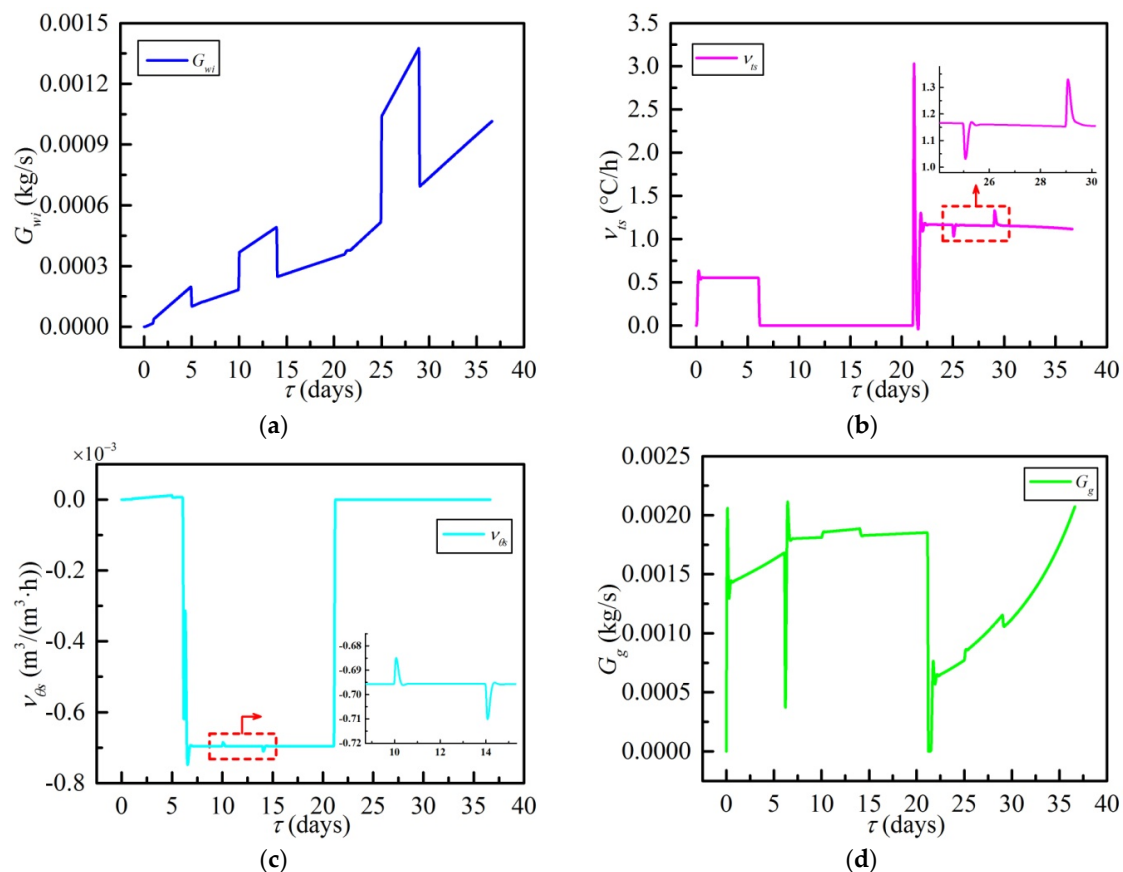 0.0015
0.0012
0.0009
0.0006
0.0003
0.0000
G_wi (kg/s)
G_wi
0 5 10 15 20 25 30 35 40
τ (days)
(a)
3.5
3.0
2.5
2.0
1.5
1.0
0.5
0.0
ν_ts (°C/h)
ν_ts
1.3
1.2
1.1
1.0
26 28 30
0 5 10 15 20 25 30 35 40
τ (days)
(b)
×10⁻³
0.0
-0.2
-0.4
-0.6
-0.8
ν_θs (m³/(m³·h))
ν_θs
-0.68
-0.69
-0.70
-0.71
-0.72
10 12 14
0 5 10 15 20 25 30 35 40
τ (days)
(c)
0.0025
0.0020
0.0015
0.0010
0.0005
0.0000
G_g (kg/s)
G_g
0 5 10 15 20 25 30 35 40
τ (days)
(d)